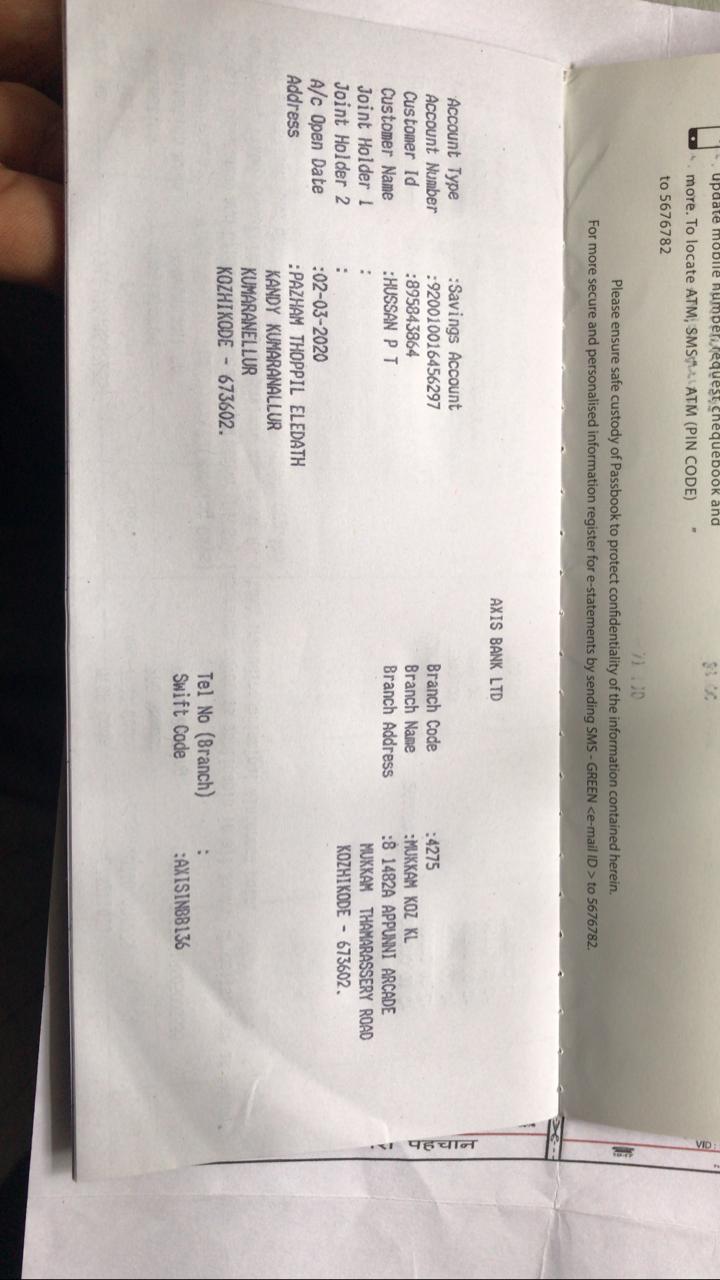 update mobile number, request chequebook and
more. To locate ATM, SMS ATM (PIN CODE)
to 5676782
Please ensure safe custody of Passbook to protect confidentiality of the information contained herein.
For more secure and personalised information register for e-statements by sending SMS - GREEN <e-mail ID > to 5676782.
AXIS BANK LTD
Account Type :Savings Account
Account Number :920010016456297 Branch Code :4275
Customer Id :895843864 Branch Name :MUKKAM KOZ KL
Customer Name :HUSSAN P T Branch Address :8 1482A APPUNNI ARCADE
Joint Holder 1 : MUKKAM THAMARASSERY ROAD
Joint Holder 2 : KOZHIKODE - 673602.
A/c Open Date :02-03-2020
Address :PAZHAM THOPPIL ELEDATH
KANDY KUMARANALLUR
KUMARANELLUR
KOZHIKODE - 673602.
Tel No (Branch) :
Swift Code :AXISINBB136
VID :
पहचान